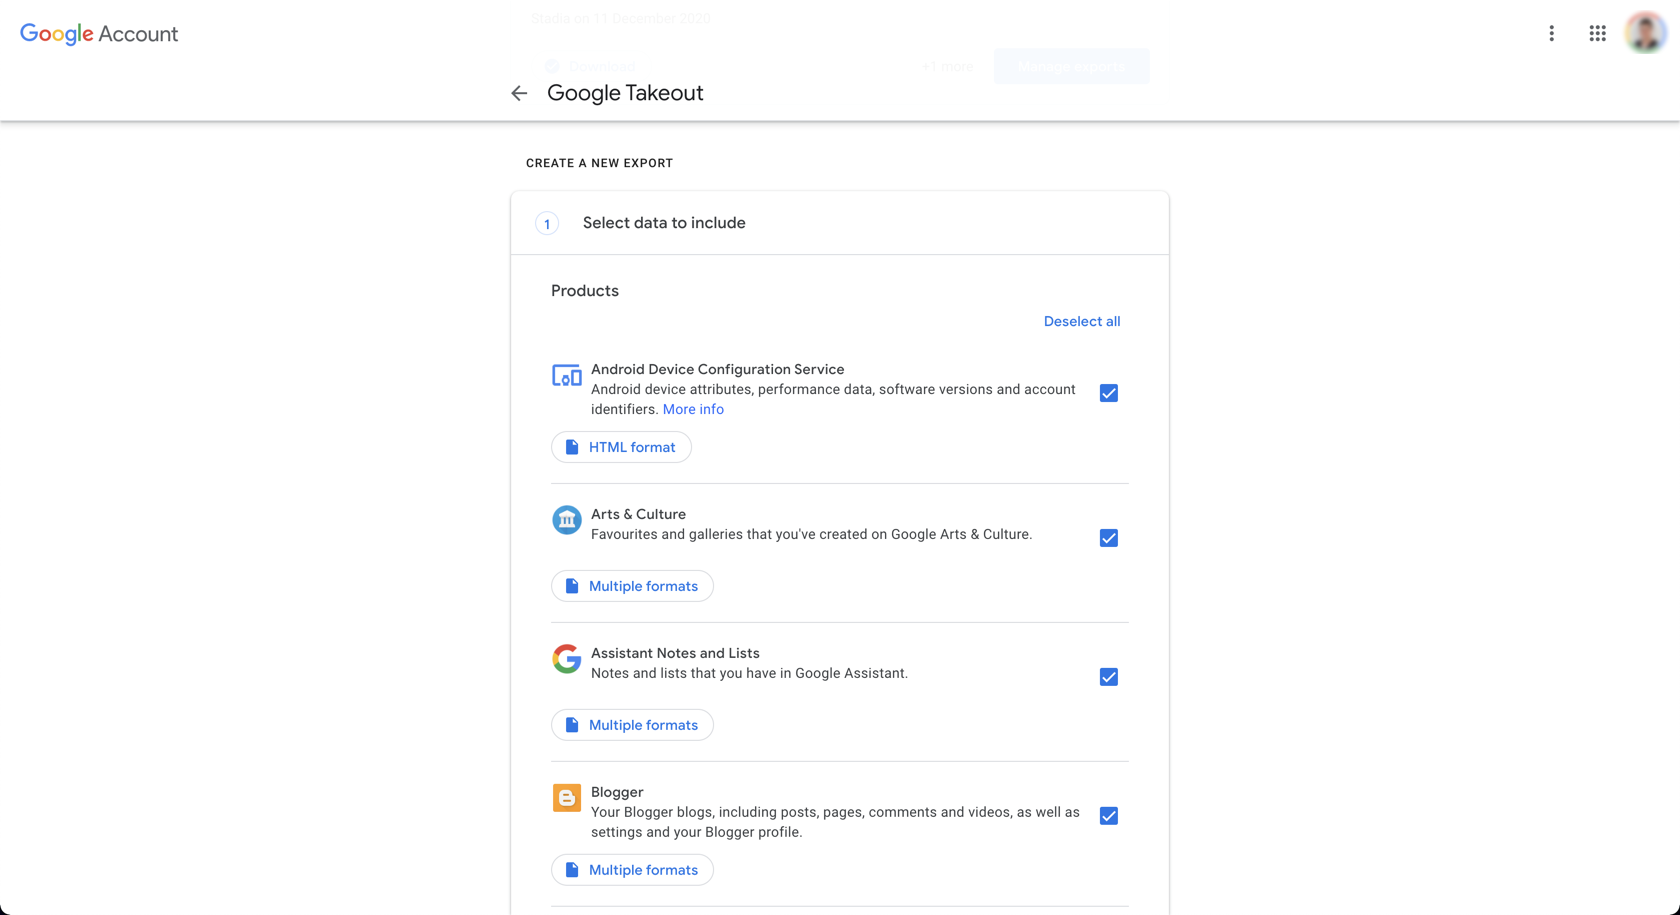 Stadia on 11 December 2020
Google Account
Download
+1 more
Manage exports
Google Takeout
CREATE A NEW EXPORT
1
Select data to include
Products
Deselect all
Android Device Configuration Service
Android device attributes, performance data, software versions and account
identifiers. More info
HTML format
Arts & Culture
Favourites and galleries that you've created on Google Arts & Culture.
Multiple formats
Assistant Notes and Lists
Notes and lists that you have in Google Assistant.
Multiple formats
Blogger
Your Blogger blogs, including posts, pages, comments and videos, as well as
settings and your Blogger profile.
Multiple formats